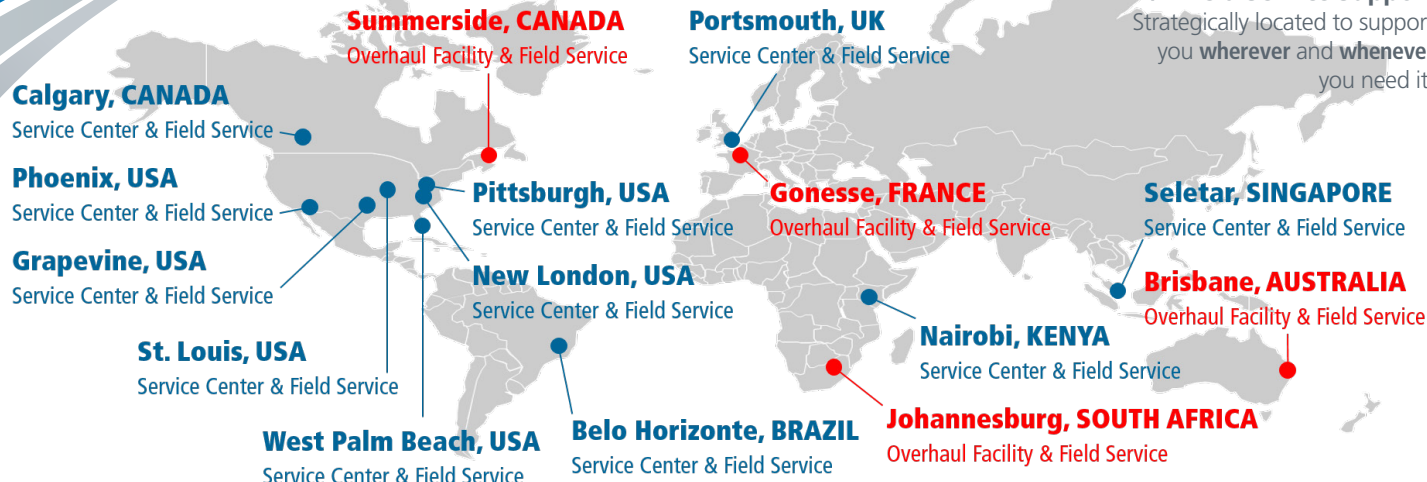 Strategically located to support
you wherever and whenever
you need it
Summerside, CANADA
Overhaul Facility & Field Service
Portsmouth, UK
Service Center & Field Service
Calgary, CANADA
Service Center & Field Service
Phoenix, USA
Service Center & Field Service
Grapevine, USA
Service Center & Field Service
Pittsburgh, USA
Service Center & Field Service
New London, USA
Service Center & Field Service
Gonesse, FRANCE
Overhaul Facility & Field Service
Seletar, SINGAPORE
Service Center & Field Service
Brisbane, AUSTRALIA
Overhaul Facility & Field Service
Nairobi, KENYA
Service Center & Field Service
St. Louis, USA
Service Center & Field Service
Johannesburg, SOUTH AFRICA
Overhaul Facility & Field Service
West Palm Beach, USA
Service Center & Field Service
Belo Horizonte, BRAZIL
Service Center & Field Service